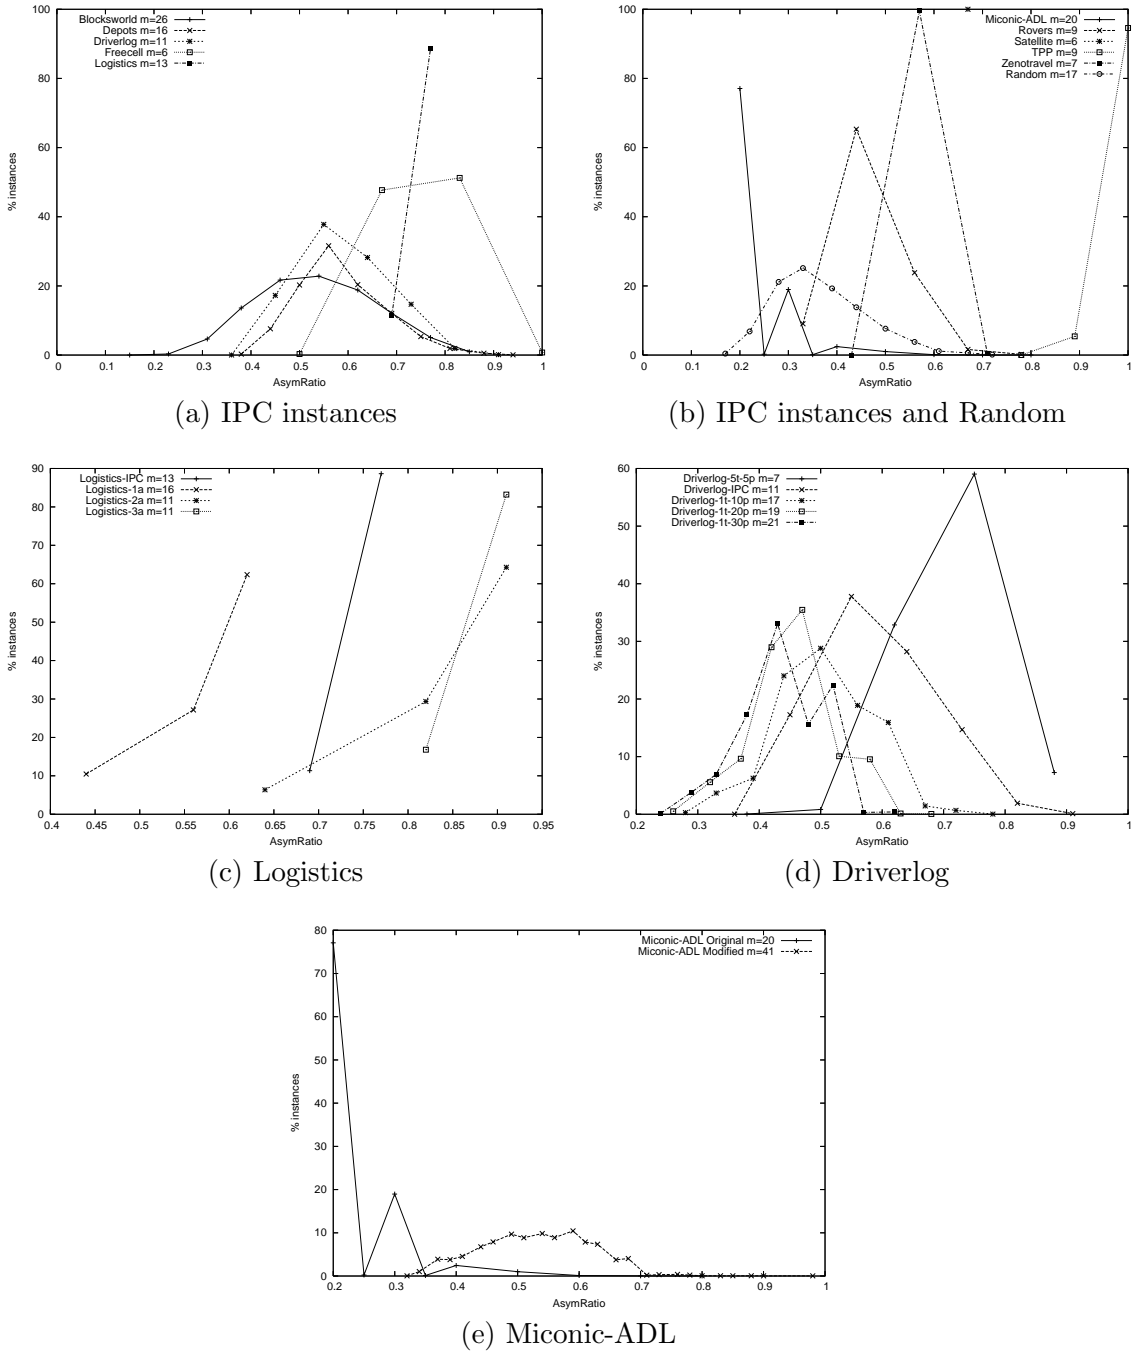 Blocksworld m=26
Depots m=16
Driverlog m=11
Freecell m=6
Logistics m=13
100
80
60
40
20
0
% instances
0 0.1 0.2 0.3 0.4 0.5 0.6 0.7 0.8 0.9 1
AsymRatio
(a) IPC instances
Miconic-ADL m=20
Rovers m=9
Satellite m=6
TPP m=9
Zenotravel m=7
Random m=17
100
80
60
40
20
0
% instances
0 0.1 0.2 0.3 0.4 0.5 0.6 0.7 0.8 0.9 1
AsymRatio
(b) IPC instances and Random
Logistics-IPC m=13
Logistics-1a m=16
Logistics-2a m=11
Logistics-3a m=11
90
80
70
60
50
40
30
20
10
0
% instances
0.4 0.45 0.5 0.55 0.6 0.65 0.7 0.75 0.8 0.85 0.9 0.95
AsymRatio
(c) Logistics
Driverlog-5t-5p m=7
Driverlog-IPC m=11
Driverlog-1t-10p m=17
Driverlog-1t-20p m=19
Driverlog-1t-30p m=21
60
50
40
30
20
10
0
% instances
0.2 0.3 0.4 0.5 0.6 0.7 0.8 0.9 1
AsymRatio
(d) Driverlog
Miconic-ADL Original m=20
Miconic-ADL Modified m=41
80
70
60
50
40
30
20
10
0
% instances
0.2 0.3 0.4 0.5 0.6 0.7 0.8 0.9 1
AsymRatio
(e) Miconic-ADL